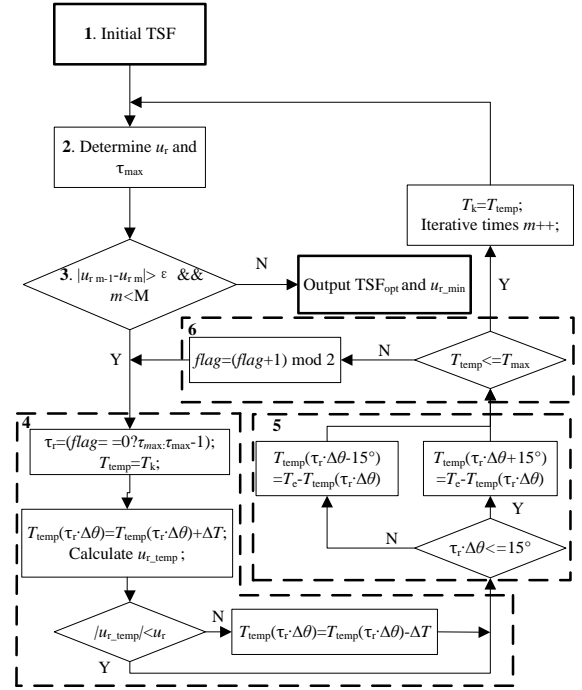 1. Initial TSF
2. Determine u_r and
τ_max
3. |u_r m-1-u_r m|> ε &&
m<M
N
Output TSF_opt and u_r_min
T_k=T_temp;
Iterative times m++;
Y
6
flag=(flag+1) mod 2
N
T_temp<=T_max
Y
4
τ_r=(flag= =0?τ_max:τ_max-1);
T_temp=T_k;
T_temp(τ_r·Δθ)=T_temp(τ_r·Δθ)+ΔT;
Calculate u_r_temp ;
|u_r_temp|<u_r
N
T_temp(τ_r·Δθ)=T_temp(τ_r·Δθ)-ΔT
Y
5
T_temp(τ_r·Δθ-15°)
=T_e-T_temp(τ_r·Δθ)
T_temp(τ_r·Δθ+15°)
=T_e-T_temp(τ_r·Δθ)
N
Y
τ_r·Δθ<=15°